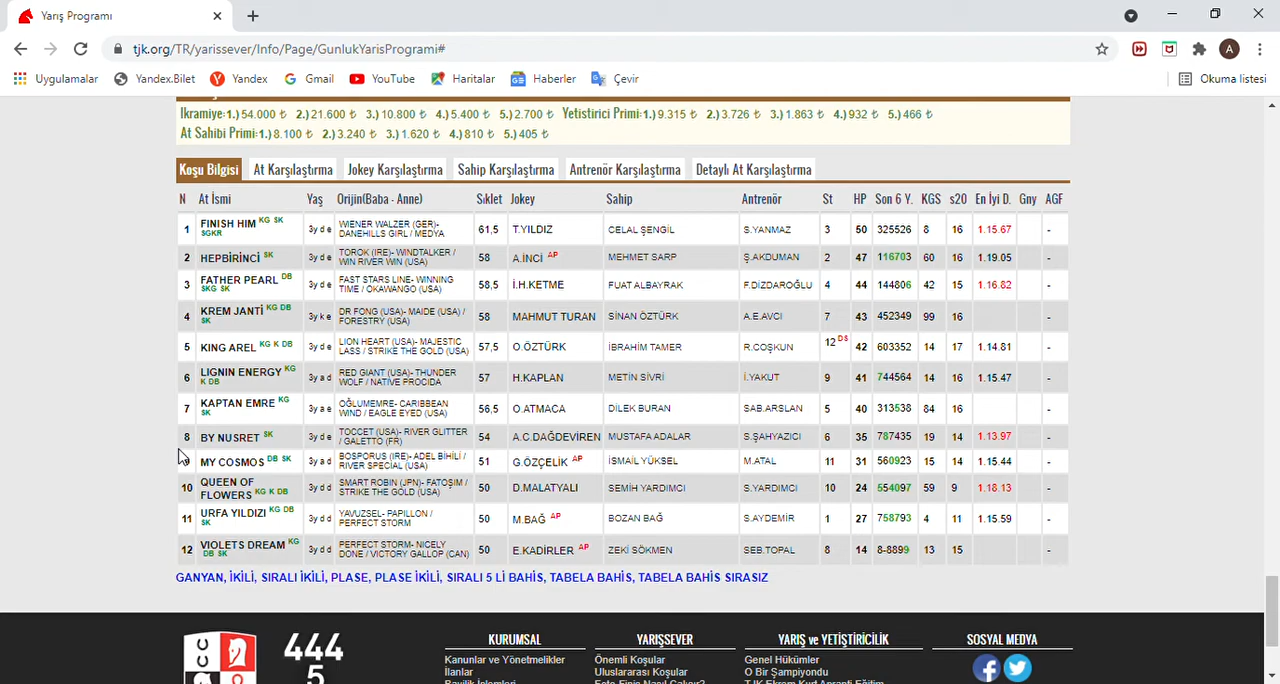 Yarış Programı
tjk.org/TR/yarissever/Info/Page/GunlukYarisProgrami#
A
Uygulamalar Yandex.Bilet Yandex Gmail YouTube Haritalar Haberler Çevir Okuma listesi
İkramiye:1.) 54.000 ₺ 2.) 21.600 ₺ 3.) 10.800 ₺ 4.) 5.400 ₺ 5.) 2.700 ₺ Yetistirici Primi:1.) 9.315 ₺ 2.) 3.726 ₺ 3.) 1.863 ₺ 4.) 932 ₺ 5.) 466 ₺
At Sahibi Primi:1.) 8.100 ₺ 2.) 3.240 ₺ 3.) 1.620 ₺ 4.) 810 ₺ 5.) 405 ₺
Koşu Bilgisi At Karşılaştırma Jokey Karşılaştırma Sahip Karşılaştırma Antrenör Karşılaştırma Detaylı At Karşılaştırma
N At İsmi Yaş Orijin(Baba - Anne) Sıklet Jokey Sahip Antrenör St HP Son 6 Y. KGS s20 En İyi D. Gny AGF
1 FINISH HIM KG SK SGKR 3y d e WIENER WALZER (GER)- DANEHILLS GIRL / MEDYA 61,5 T.YILDIZ CELAL ŞENGİL S.YANMAZ 3 50 325526 8 16 1.15.67 -
2 HEPBİRİNCİ SK 3y d e TOROK (IRE)- WINDTALKER / WIN RIVER WIN (USA) 58 A.İNCİ AP MEHMET SARP Ş.AKDUMAN 2 47 116703 60 16 1.19.05 -
3 FATHER PEARL DB SKG SK 3y d e FAST STARS LINE- WINNING TIME / OKAWANGO (USA) 58,5 İ.H.KETME FUAT ALBAYRAK F.DİZDAROĞLU 4 44 144806 42 15 1.16.82 -
4 KREM JANTİ KG DB SK 3y k e DR FONG (USA)- MAIDE (USA) / FORESTRY (USA) 58 MAHMUT TURAN SİNAN ÖZTÜRK A.E.AVCI 7 43 452349 99 16 -
5 KING AREL KG K DB 3y d e LION HEART (USA)- MAJESTIC LASS / STRIKE THE GOLD (USA) 57,5 O.ÖZTÜRK İBRAHİM TAMER R.COŞKUN 12 DS 42 603352 14 17 1.14.81 -
6 LIGNIN ENERGY KG K DB 3y a d RED GIANT (USA)- THUNDER WOLF / NATIVE PROCIDA 57 H.KAPLAN METİN SİVRİ İ.YAKUT 9 41 744564 14 16 1.15.47 -
7 KAPTAN EMRE KG SK 3y a e OĞLUMEMRE- CARIBBEAN WIND / EAGLE EYED (USA) 56,5 O.ATMACA DİLEK BURAN SAB.ARSLAN 5 40 313538 84 16 -
8 BY NUSRET SK 3y d e TOCCET (USA)- RIVER GLITTER / GALETTO (FR) 54 A.C.DAĞDEVİREN MUSTAFA ADALAR S.ŞAHYAZICI 6 35 787435 19 14 1.13.97 -
9 MY COSMOS DB SK 3y a d BOSPORUS (IRE)- ADEL BİHİLİ / RIVER SPECIAL (USA) 51 G.ÖZÇELİK AP İSMAİL YÜKSEL M.ATAL 11 31 560923 15 14 1.15.44 -
10 QUEEN OF FLOWERS KG K DB 3y d d SMART ROBIN (JPN)- FATOŞIM / STRIKE THE GOLD (USA) 50 D.MALATYALI SEMİH YARDIMCI S.YARDIMCI 10 24 554097 59 9 1.18.13 -
11 URFA YILDIZI KG DB SK 3y d d YAVUZSEL- PAPILLON / PERFECT STORM 50 M.BAĞ AP BOZAN BAĞ S.AYDEMİR 1 27 758793 4 11 1.15.59 -
12 VIOLETS DREAM KG DB SK 3y d d PERFECT STORM- NICELY DONE / VICTORY GALLOP (CAN) 50 E.KADİRLER AP ZEKİ SÖKMEN SEB.TOPAL 8 14 8-8899 13 15 -
GANYAN, İKİLİ, SIRALI İKİLİ, PLASE, PLASE İKİLİ, SIRALI 5 Lİ BAHİS, TABELA BAHİS, TABELA BAHİS SIRASIZ
444
5
KURUMSAL YARIŞSEVER YARIŞ ve YETİŞTİRİCİLİK SOSYAL MEDYA
Kanunlar ve Yönetmelikler Önemli Koşular Genel Hükümler
İlanlar Uluslararası Koşular O Bir Şampiyondu